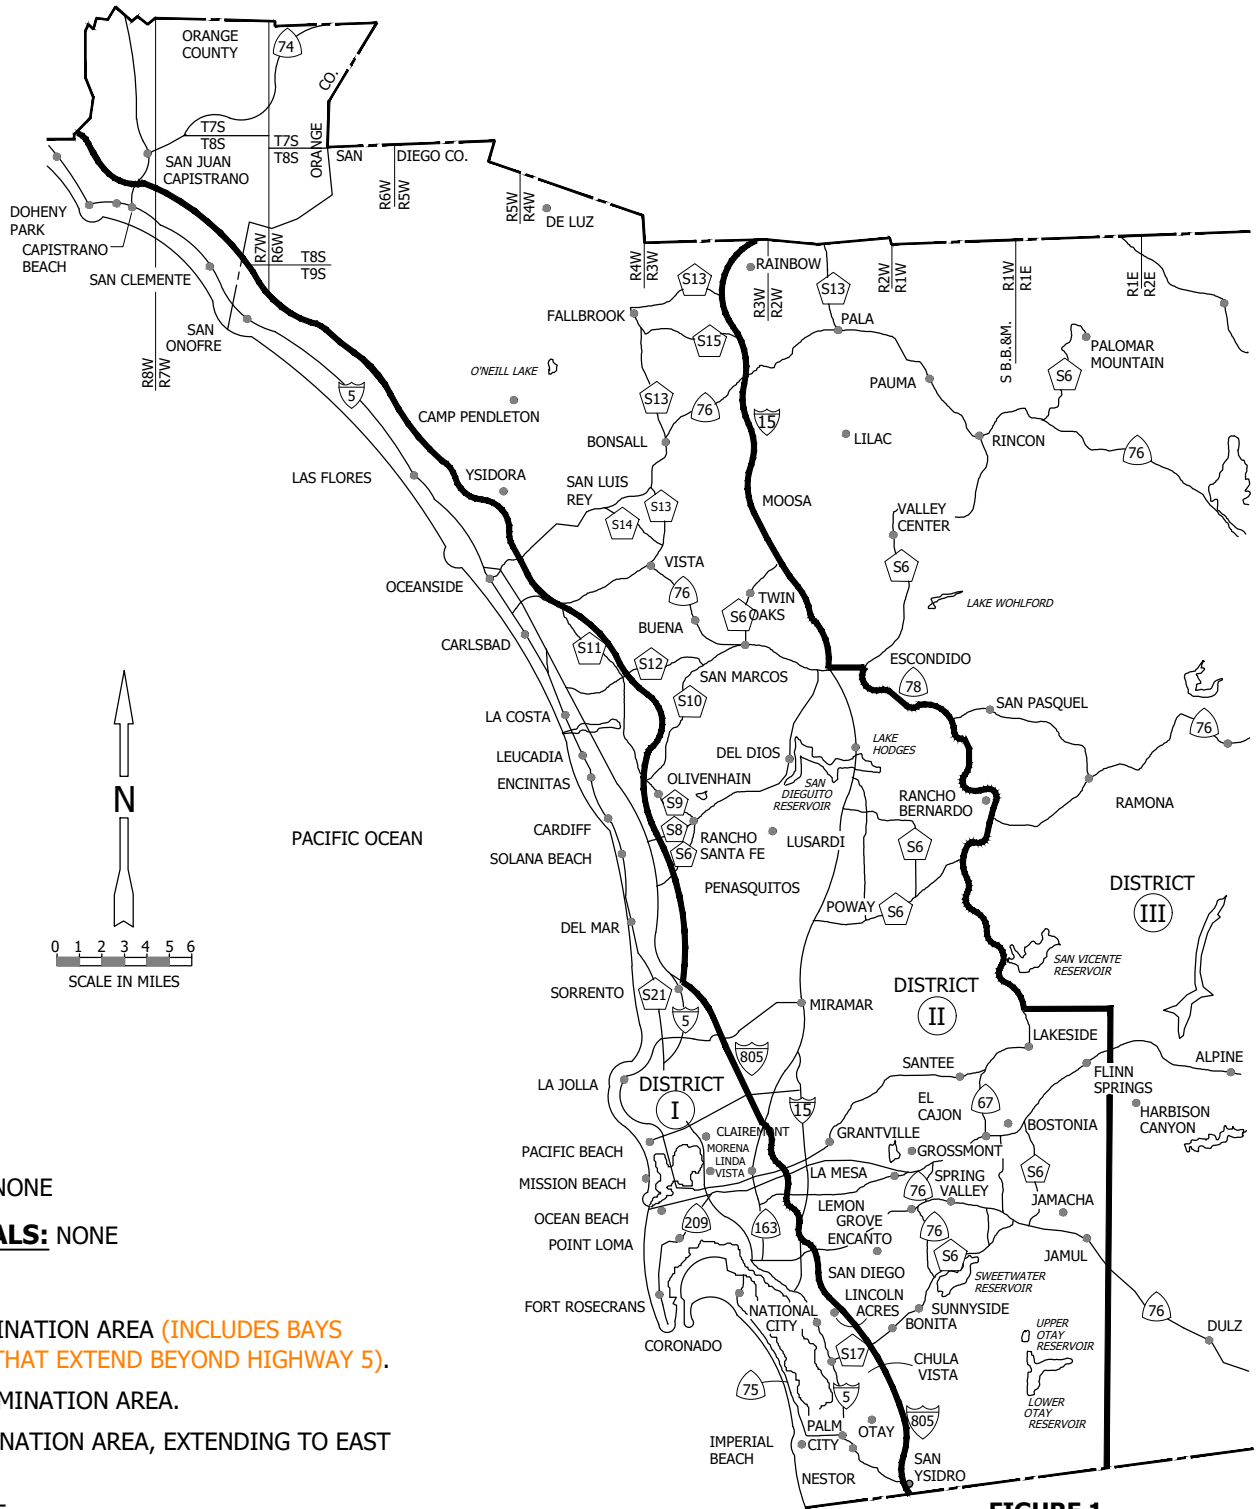 ORANGE
COUNTY
74
CO.
ORANGE
T7S
T8S
T7S
T8S
SAN
DIEGO CO.
SAN JUAN
CAPISTRANO
R6W
R5W
R5W
R4W
DE LUZ
DOHENY
PARK
CAPISTRANO
BEACH
R7W
R6W
T8S
T9S
R4W
R3W
S13
RAINBOW
R3W
R2W
S13
R2W
R1W
R1W
R1E
S B.B.&M.
R1E
R2E
SAN CLEMENTE
SAN
ONOFRE
R8W
R7W
FALLBROOK
S15
PALA
PALOMAR
MOUNTAIN
O'NEILL LAKE
5
CAMP PENDLETON
S13
76
PAUMA
S6
15
BONSALL
LILAC
RINCON
76
LAS FLORES
YSIDORA
SAN LUIS
REY
S13
S14
MOOSA
VALLEY
CENTER
VISTA
S6
OCEANSIDE
76
TWIN
OAKS
S6
LAKE WOHLFORD
BUENA
CARLSBAD
S11
S12
ESCONDIDO
78
SAN MARCOS
S10
SAN PASQUEL
LA COSTA
76
LEUCADIA
DEL DIOS
LAKE
HODGES
ENCINITAS
OLIVENHAIN
SAN
DIEGUITO
RESERVOIR
RANCHO
BERNARDO
RAMONA
N
S9
CARDIFF
S8
RANCHO
SANTA FE
LUSARDI
S6
PACIFIC OCEAN
SOLANA BEACH
S6
PENASQUITOS
DISTRICT
III
POWAY
S6
DEL MAR
0 1 2 3 4 5 6
SCALE IN MILES
SAN VICENTE
RESERVOIR
SORRENTO
S21
5
DISTRICT
II
MIRAMAR
LAKESIDE
805
SANTEE
FLINN
SPRINGS
ALPINE
LA JOLLA
DISTRICT
I
15
EL
CAJON
67
BOSTONIA
HARBISON
CANYON
CLAIREMONT
GRANTVILLE
PACIFIC BEACH
MORENA
LINDA
VISTA
GROSSMONT
MISSION BEACH
LA MESA
76
SPRING
VALLEY
S6
NONE
JAMACHA
OCEAN BEACH
209
163
LEMON
GROVE
76
ALS: NONE
POINT LOMA
ENCANTO
S6
JAMUL
SAN DIEGO
SWEETWATER
RESERVOIR
FORT ROSECRANS
LINCOLN
ACRES
NATIONAL
CITY
SUNNYSIDE
BONITA
76
DULZ
INATION AREA (INCLUDES BAYS
THAT EXTEND BEYOND HIGHWAY 5).
CORONADO
S17
CHULA
VISTA
UPPER
OTAY
RESERVOIR
75
5
MINATION AREA.
LOWER
OTAY
RESERVOIR
PALM
CITY
OTAY
805
NATION AREA, EXTENDING TO EAST
IMPERIAL
BEACH
NESTOR
SAN
YSIDRO